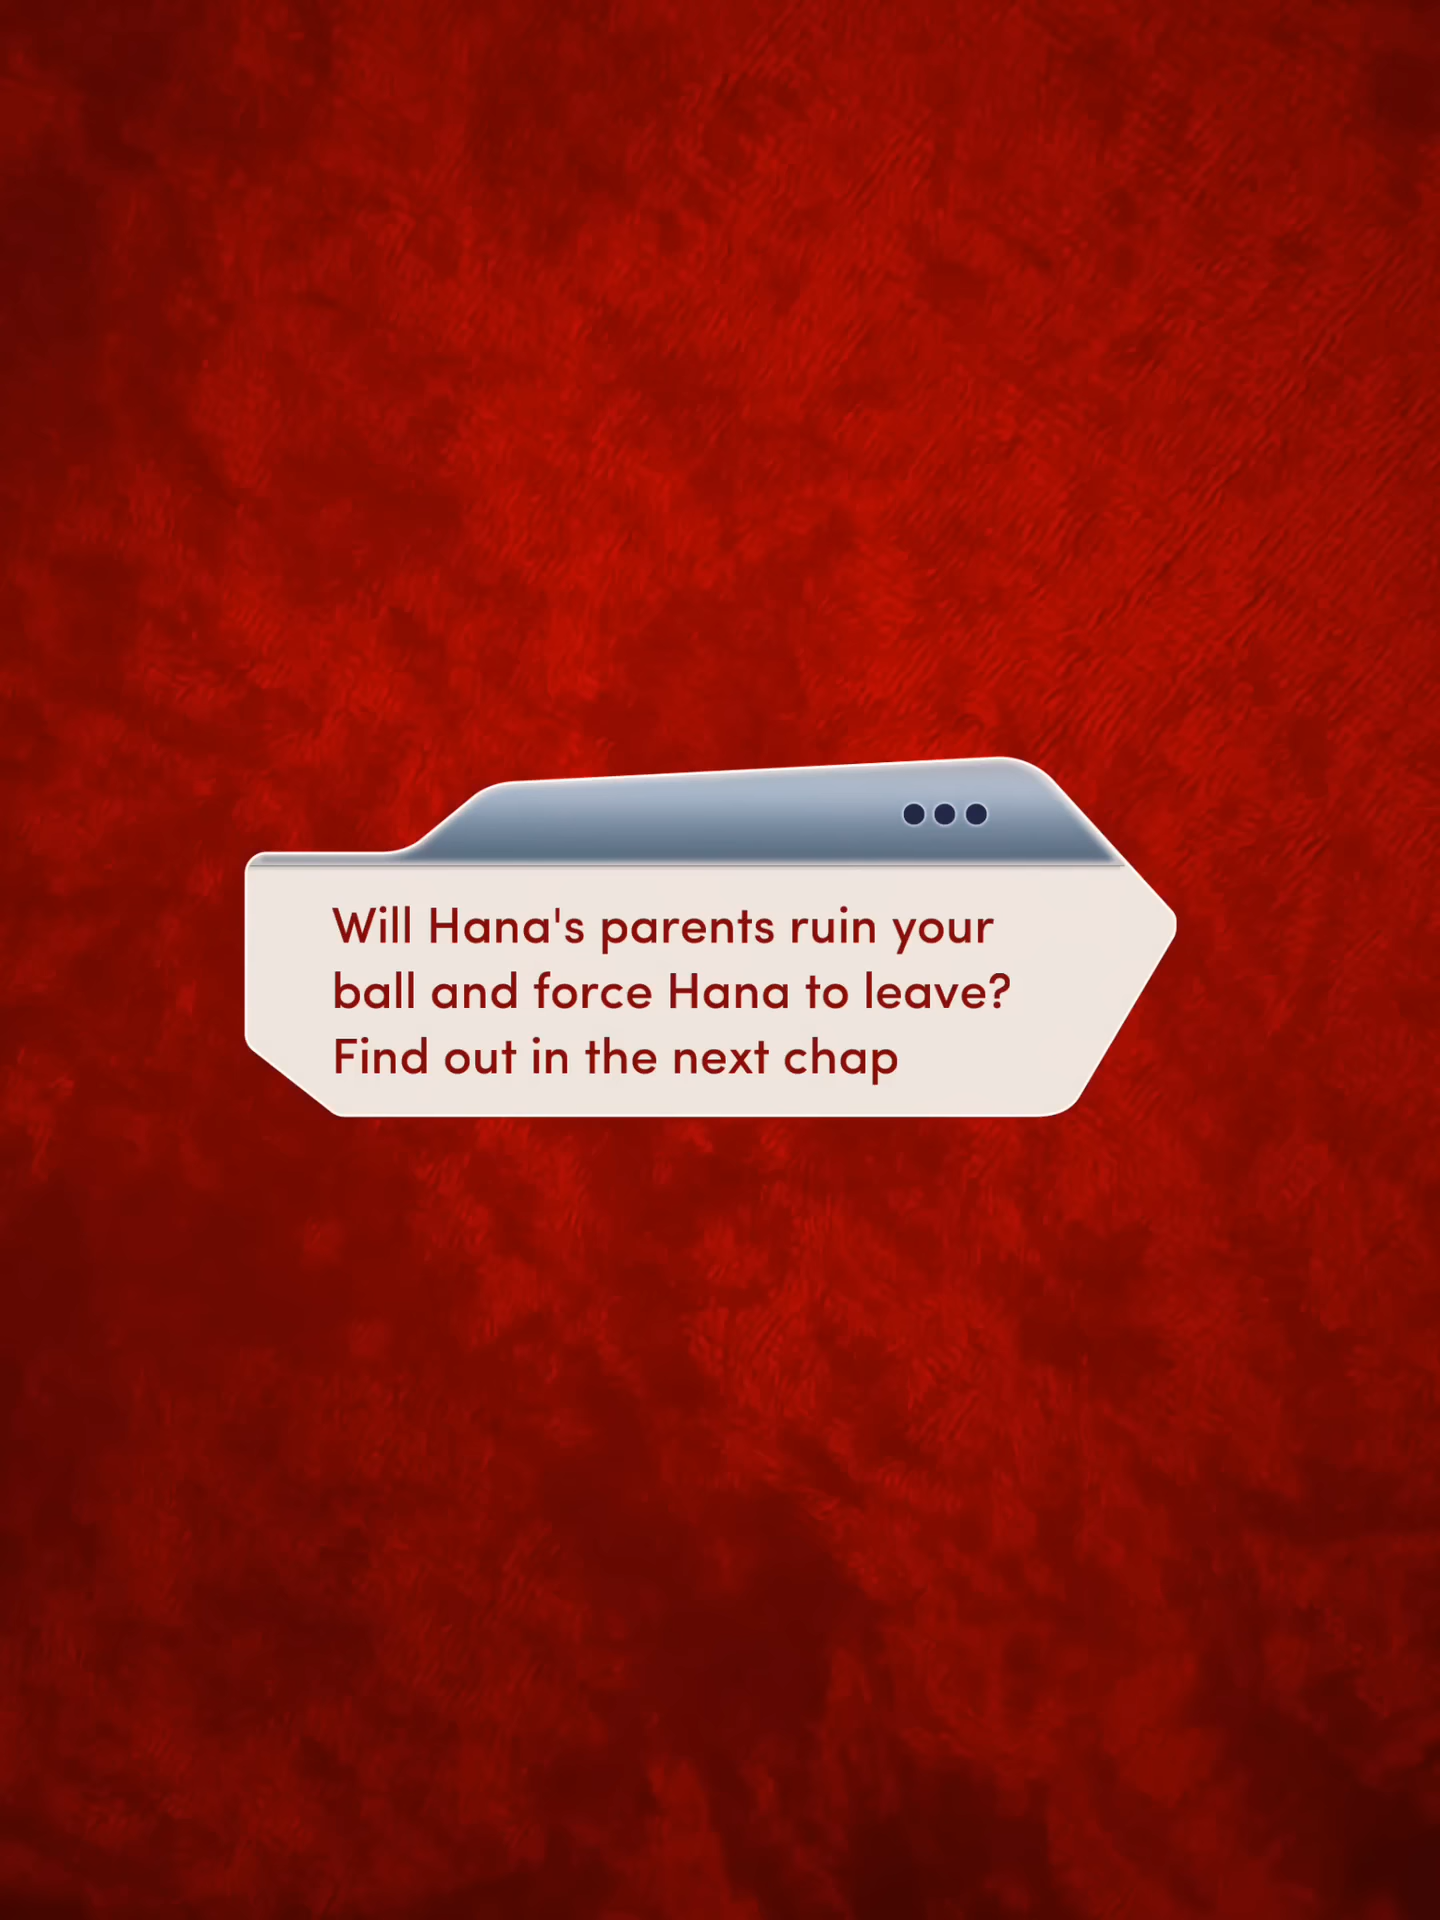 Will Hana's parents ruin your
ball and force Hana to leave?
Find out in the next chap